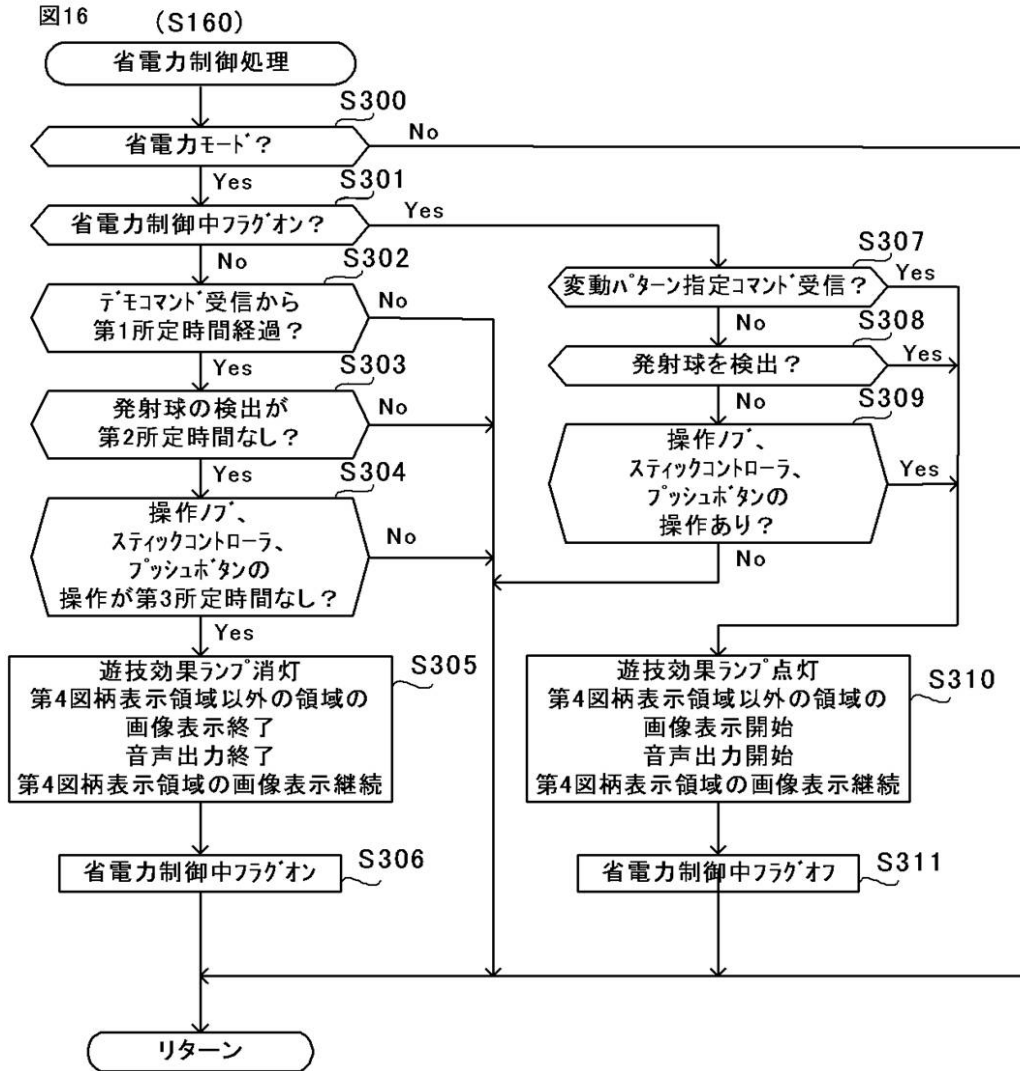 図16
(S160)
省電力制御処理
S300
省電力モード?
No
Yes
S301
省電力制御中フラグオン?
Yes
No
S302
デモコマンド受信から
第1所定時間経過?
No
Yes
S303
発射球の検出が
第2所定時間なし?
No
Yes
S304
操作ノブ、
スティックコントローラ、
プッシュボタンの
操作が第3所定時間なし?
No
Yes
S305
遊技効果ランプ消灯
第4図柄表示領域以外の領域の
画像表示終了
音声出力終了
第4図柄表示領域の画像表示継続
S306
省電力制御中フラグオン
S307
変動パターン指定コマンド受信?
Yes
No
S308
発射球を検出?
Yes
No
S309
操作ノブ、
スティックコントローラ、
プッシュボタンの
操作あり?
Yes
No
S310
遊技効果ランプ点灯
第4図柄表示領域以外の領域の
画像表示開始
音声出力開始
第4図柄表示領域の画像表示継続
S311
省電力制御中フラグオフ
リターン